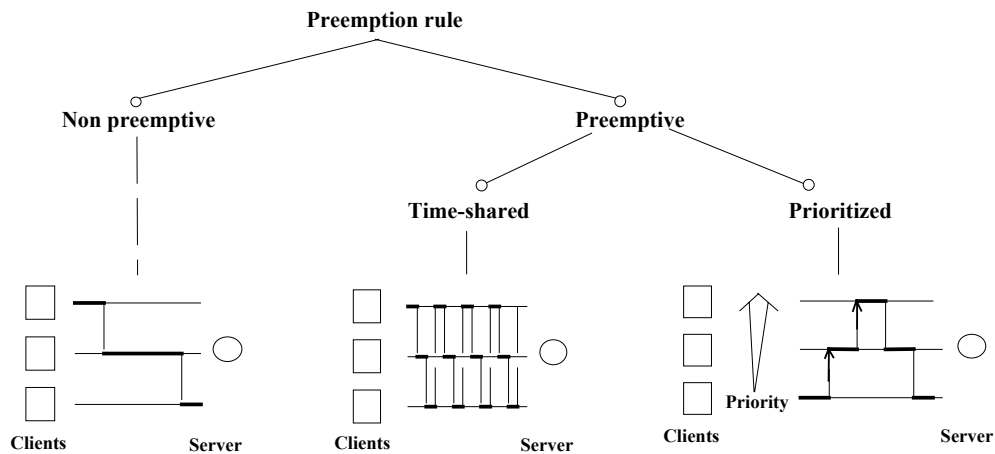 Preemption rule
Non preemptive
Preemptive
Time-shared
Prioritized
Priority
Clients
Server
Clients
Server
Clients
Server